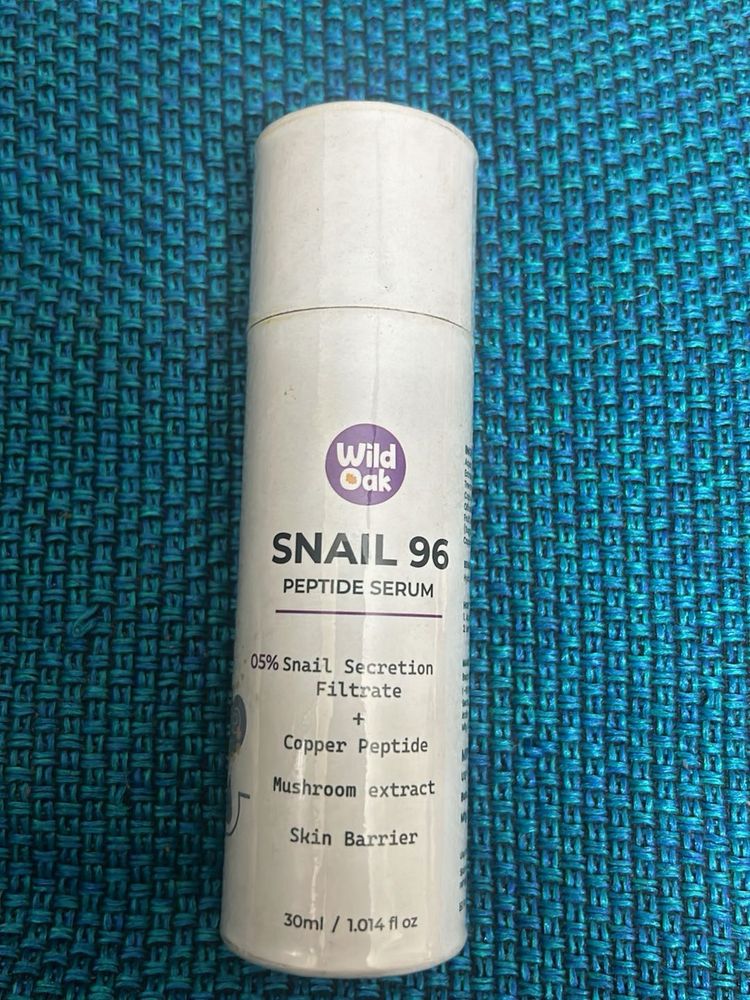 Wild
Oak
SNAIL 96
PEPTIDE SERUM
05% Snail Secretion
Filtrate
+
Copper Peptide
Mushroom extract
Skin Barrier
30ml / 1.014 fl oz